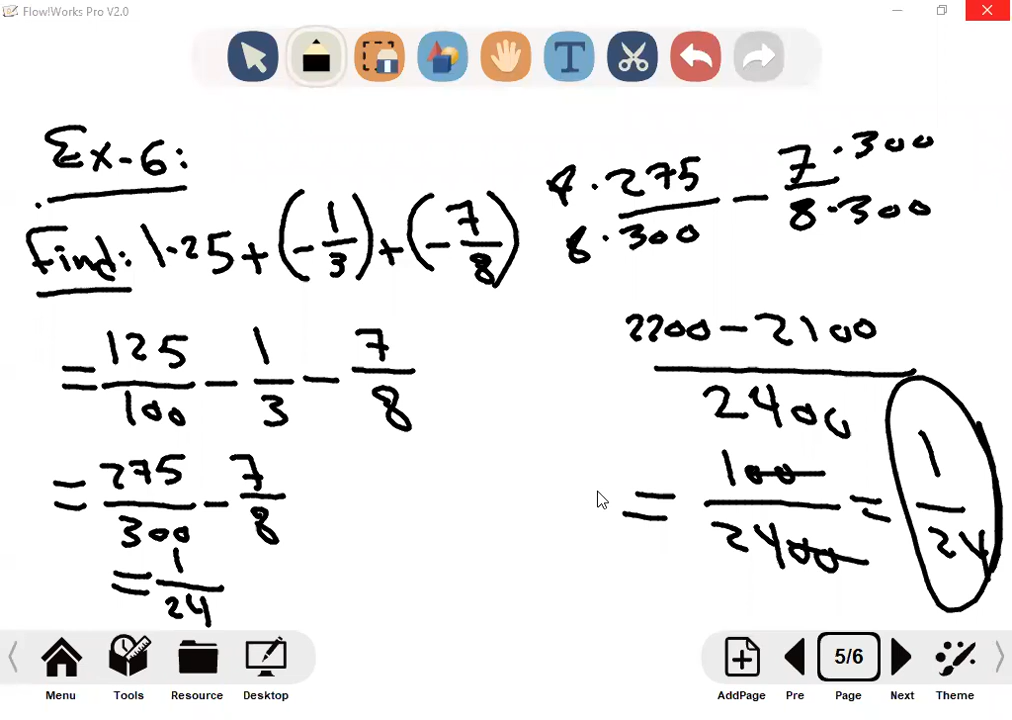 Flow!Works Pro V2.0
Ex-6:
Find: 1.25 + (-1/3) + (-7/8)
= 125/100 - 1/3 - 7/8
= 275/300 - 7/8
= 1/24
8·275/8·300 - 7·300/8·300
2200 - 2100/2400
= 100/2400 = 1/24
T
Menu Tools Resource Desktop
5/6
AddPage Pre Page Next Theme